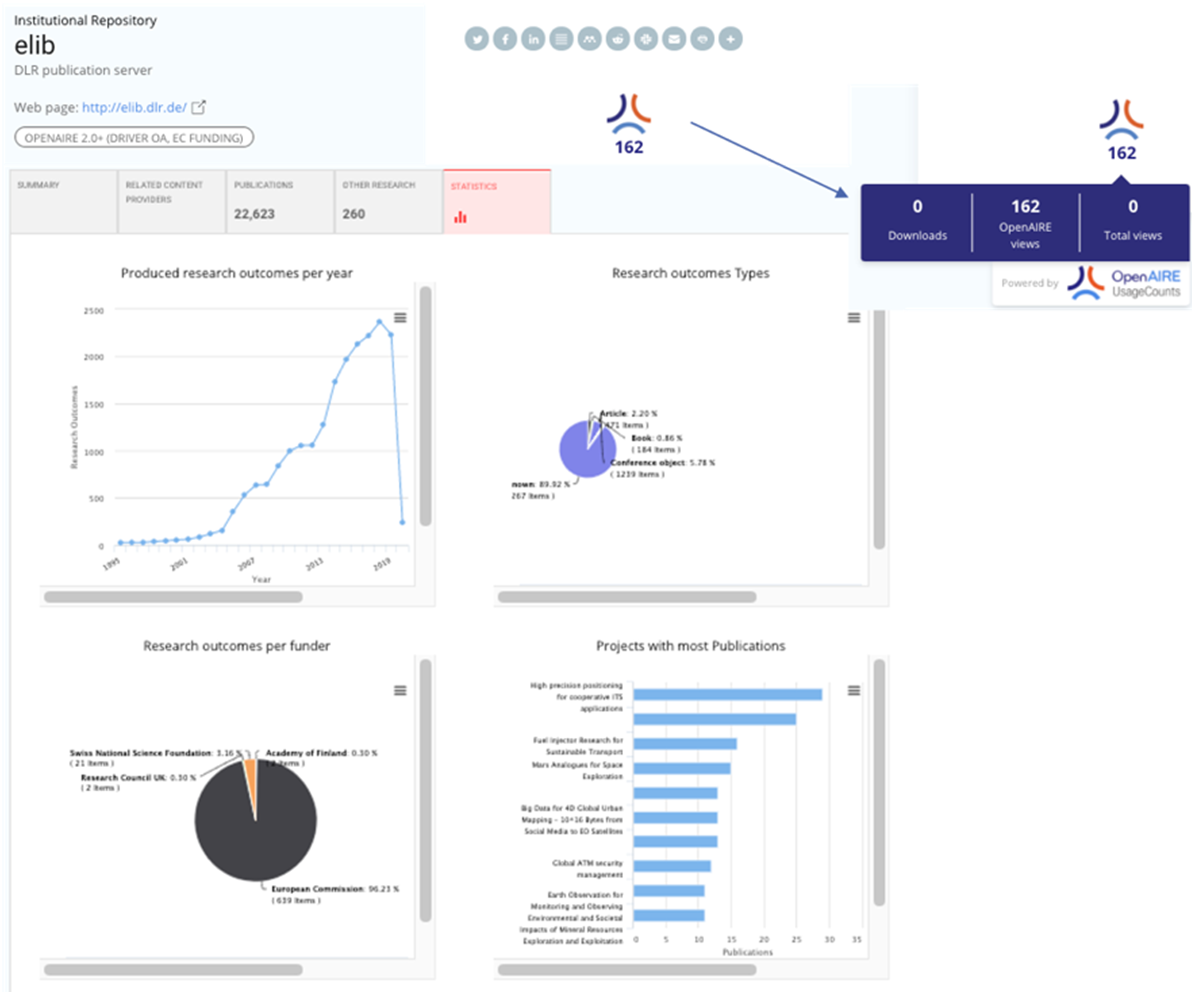 Institutional Repository
elib
DLR publication server
Web page: http://elib.dlr.de/
OPENAIRE 2.0+ (DRIVER OA, EC FUNDING)
162
162
0
Downloads
162
OpenAIRE
views
0
Total views
Powered by
OpenAIRE
UsageCounts
SUMMARY
RELATED CONTENT
PROVIDERS
PUBLICATIONS
22,623
OTHER RESEARCH
260
STATISTICS
Produced research outcomes per year
2500
2000
1500
1000
500
0
Research Outcomes
1995
2001
2007
2013
2019
Year
Research outcomes Types
Article: 2.20 %
471 Items )
Book: 0.86 %
( 184 Items )
Conference object: 5.78 %
( 1239 Items )
nown: 89.92 %
267 Items )
Research outcomes per funder
Swiss National Science Foundation: 3.16 %
( 21 Items )
Academy of Finland: 0.30 %
Items )
Research Council UK: 0.30 %
( 2 Items )
European Commission: 96.23 %
( 639 Items )
Projects with most Publications
High precision positioning
for cooperative ITS
applications
Fuel Injector Research for
Sustainable Transport
Mars Analogues for Space
Exploration
Big Data for 4D Global Urban
Mapping - 10^16 Bytes from
Social Media to EO Satellites
Global ATM security
management
Earth Observation for
Monitoring and Observing
Environmental and Societal
Impacts of Mineral Resources
Exploration and Exploitation
0 5 10 15 20 25 30 35
Publications